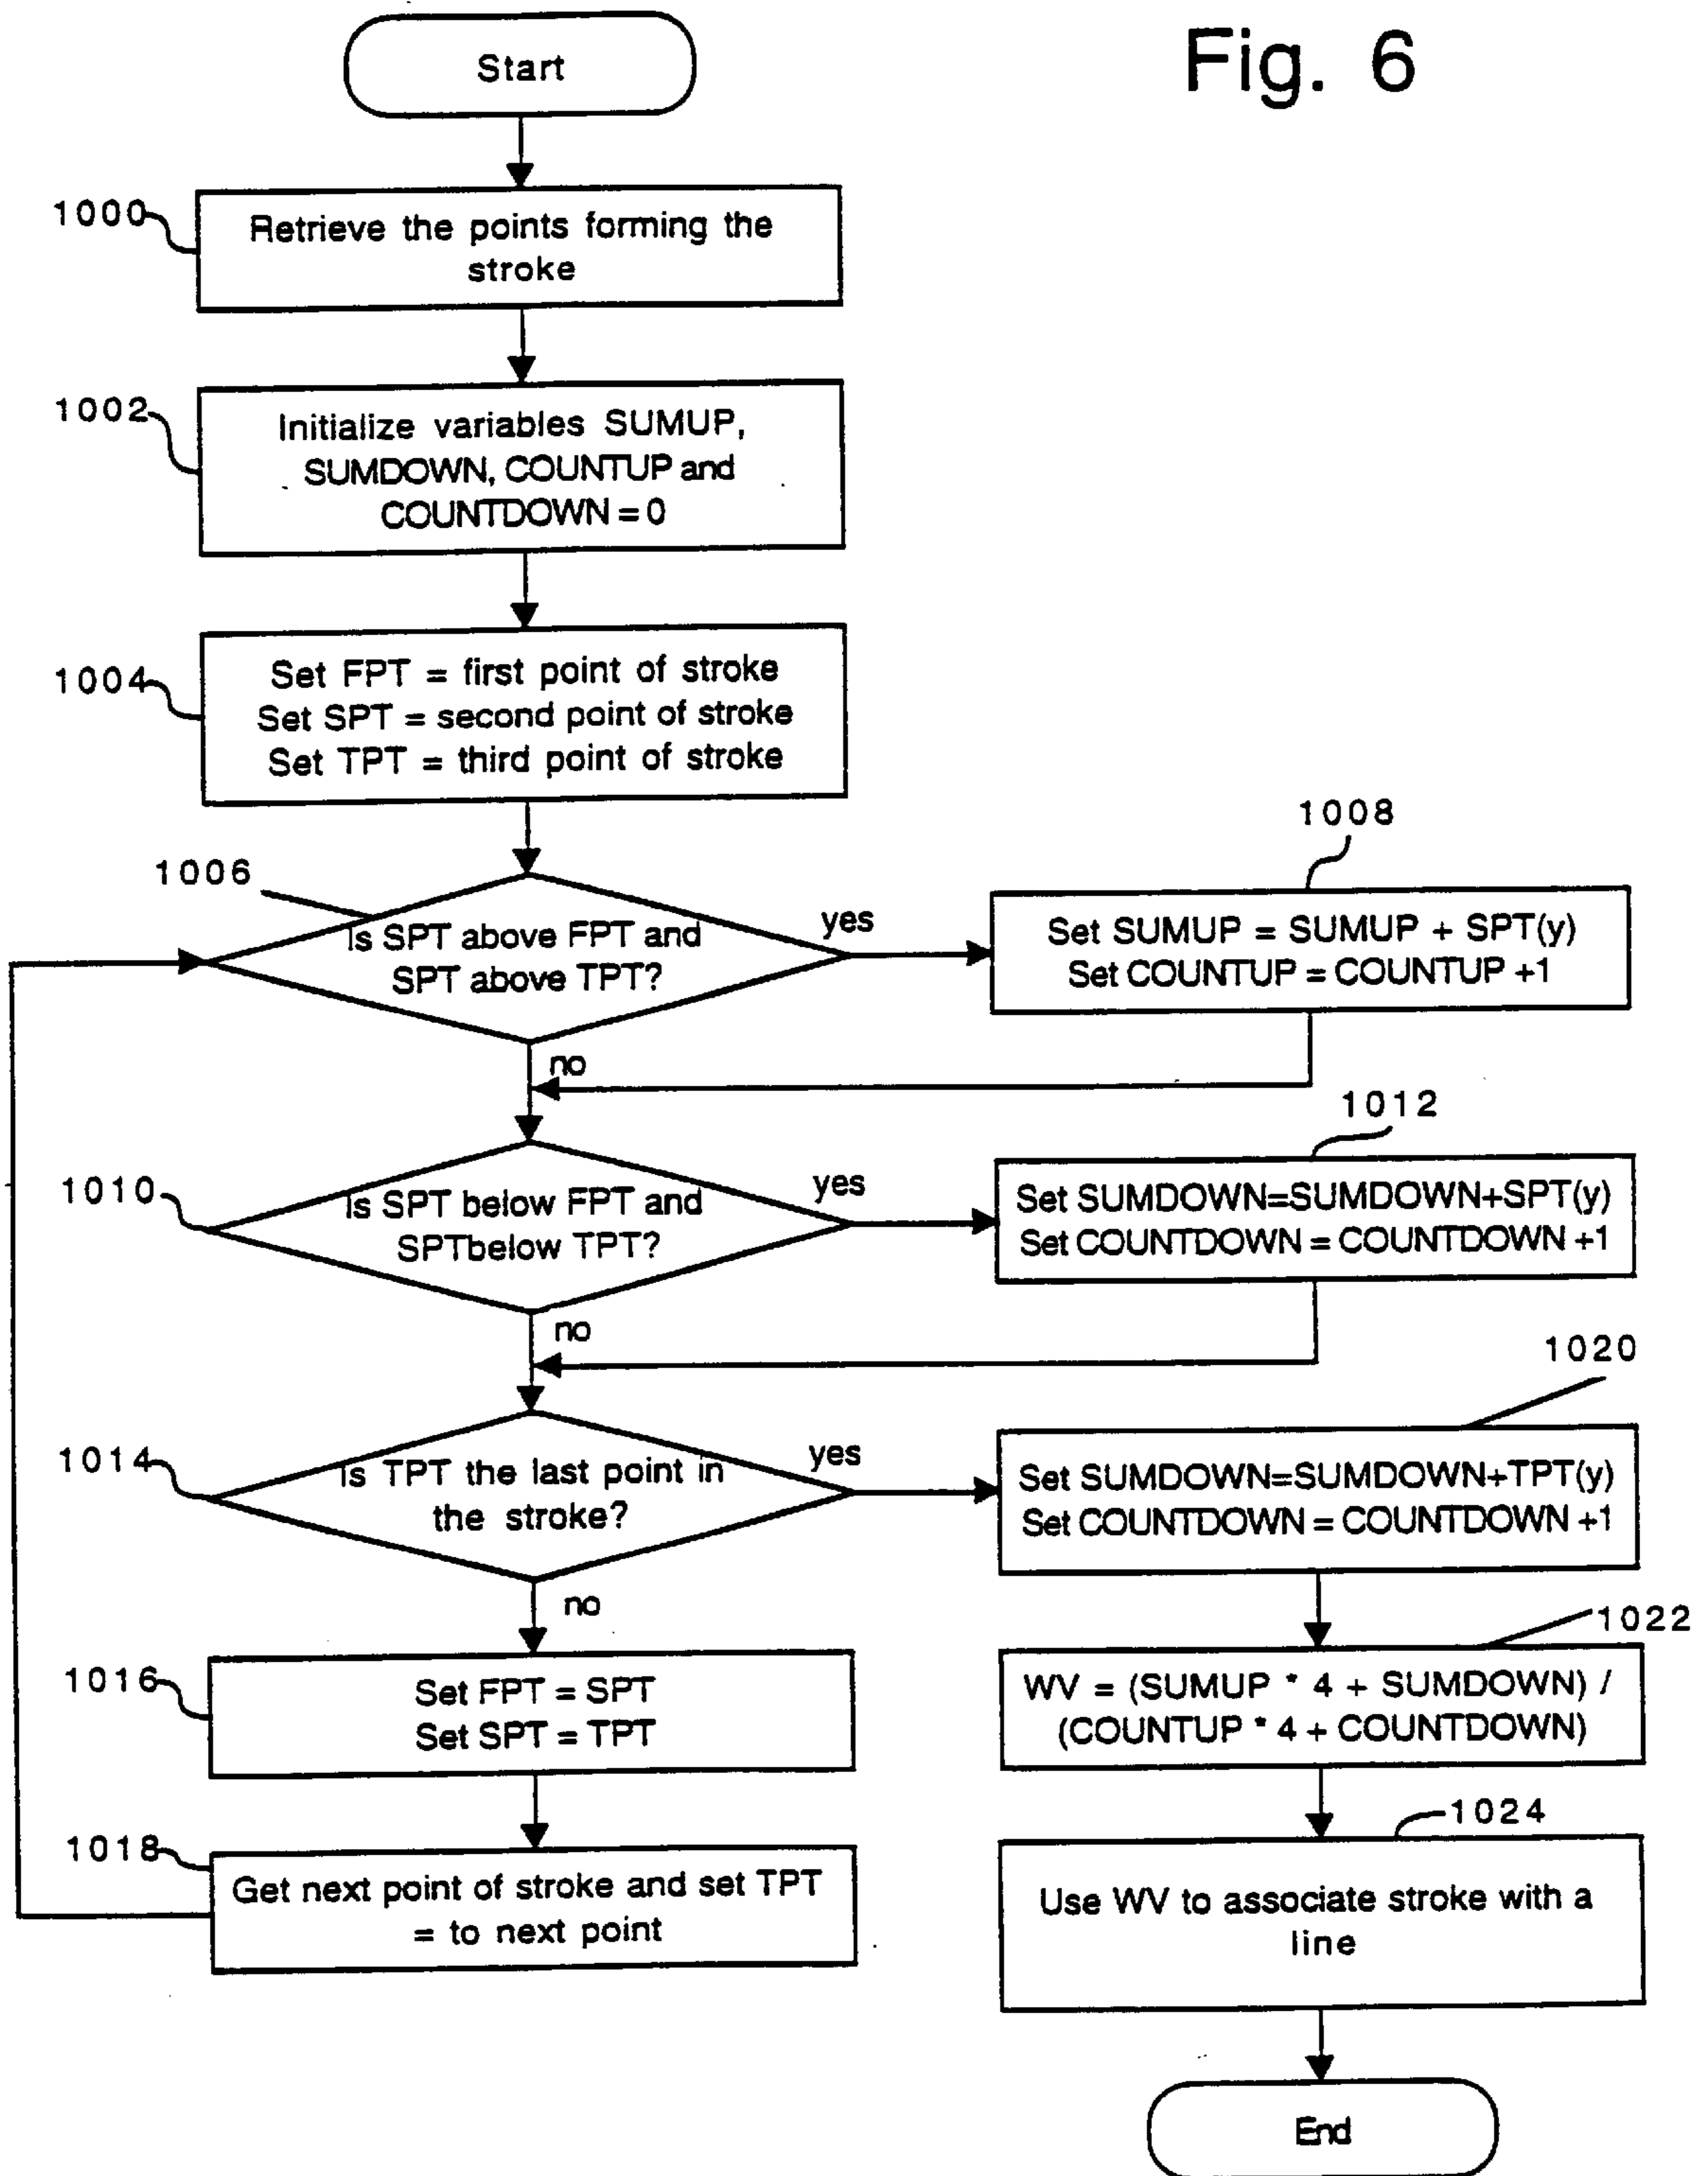 Fig. 6
Start
1000
Retrieve the points forming the
stroke
1002
Initialize variables SUMUP,
SUMDOWN, COUNTUP and
COUNTDOWN = 0
1004
Set FPT = first point of stroke
Set SPT = second point of stroke
Set TPT = third point of stroke
1006
Is SPT above FPT and
SPT above TPT?
yes
no
1008
Set SUMUP = SUMUP + SPT(y)
Set COUNTUP = COUNTUP +1
1010
Is SPT below FPT and
SPTbelow TPT?
yes
no
1012
Set SUMDOWN=SUMDOWN+SPT(y)
Set COUNTDOWN = COUNTDOWN +1
1014
Is TPT the last point in
the stroke?
yes
no
1020
Set SUMDOWN=SUMDOWN+TPT(y)
Set COUNTDOWN = COUNTDOWN +1
1016
Set FPT = SPT
Set SPT = TPT
1022
WV = (SUMUP * 4 + SUMDOWN) /
(COUNTUP * 4 + COUNTDOWN)
1018
Get next point of stroke and set TPT
= to next point
1024
Use WV to associate stroke with a
line
End